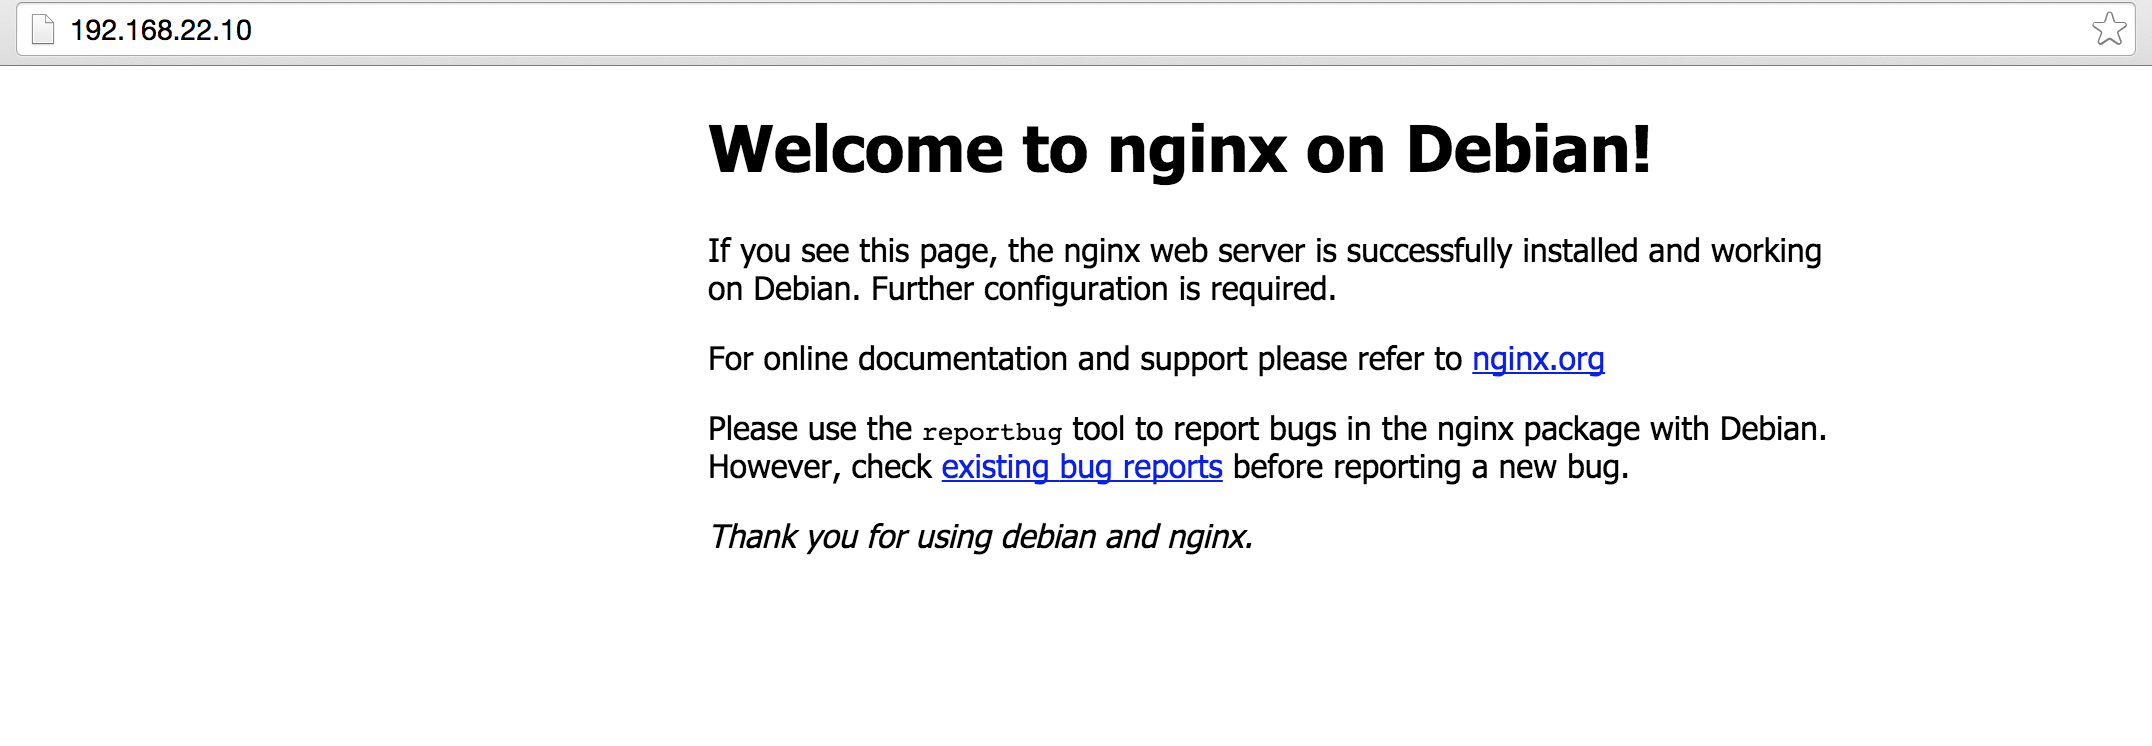 192.168.22.10
Welcome to nginx on Debian!
If you see this page, the nginx web server is successfully installed and working
on Debian. Further configuration is required.
For online documentation and support please refer to nginx.org
Please use the reportbug tool to report bugs in the nginx package with Debian.
However, check existing bug reports before reporting a new bug.
Thank you for using debian and nginx.